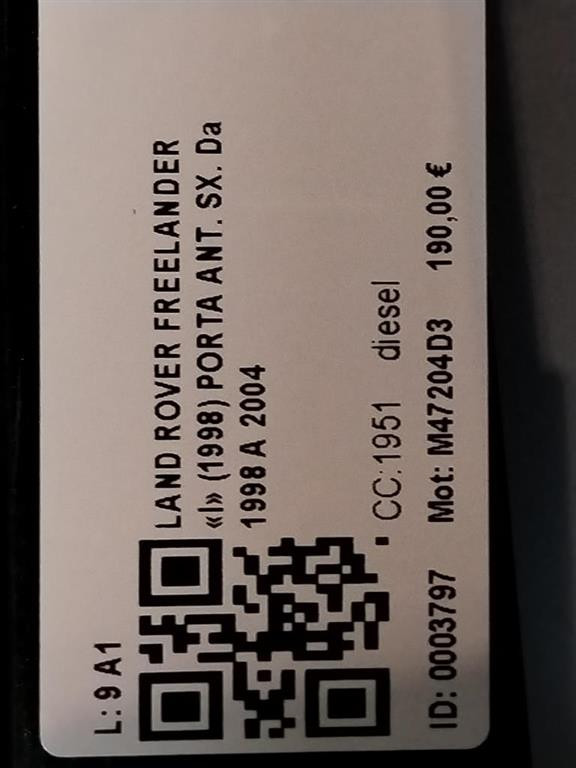 L: 9 A1
LAND ROVER FREELANDER
«I» (1998) PORTA ANT. SX. Da
1998 A 2004
CC:1951 diesel
ID: 0003797 Mot: M47204D3 190,00 €